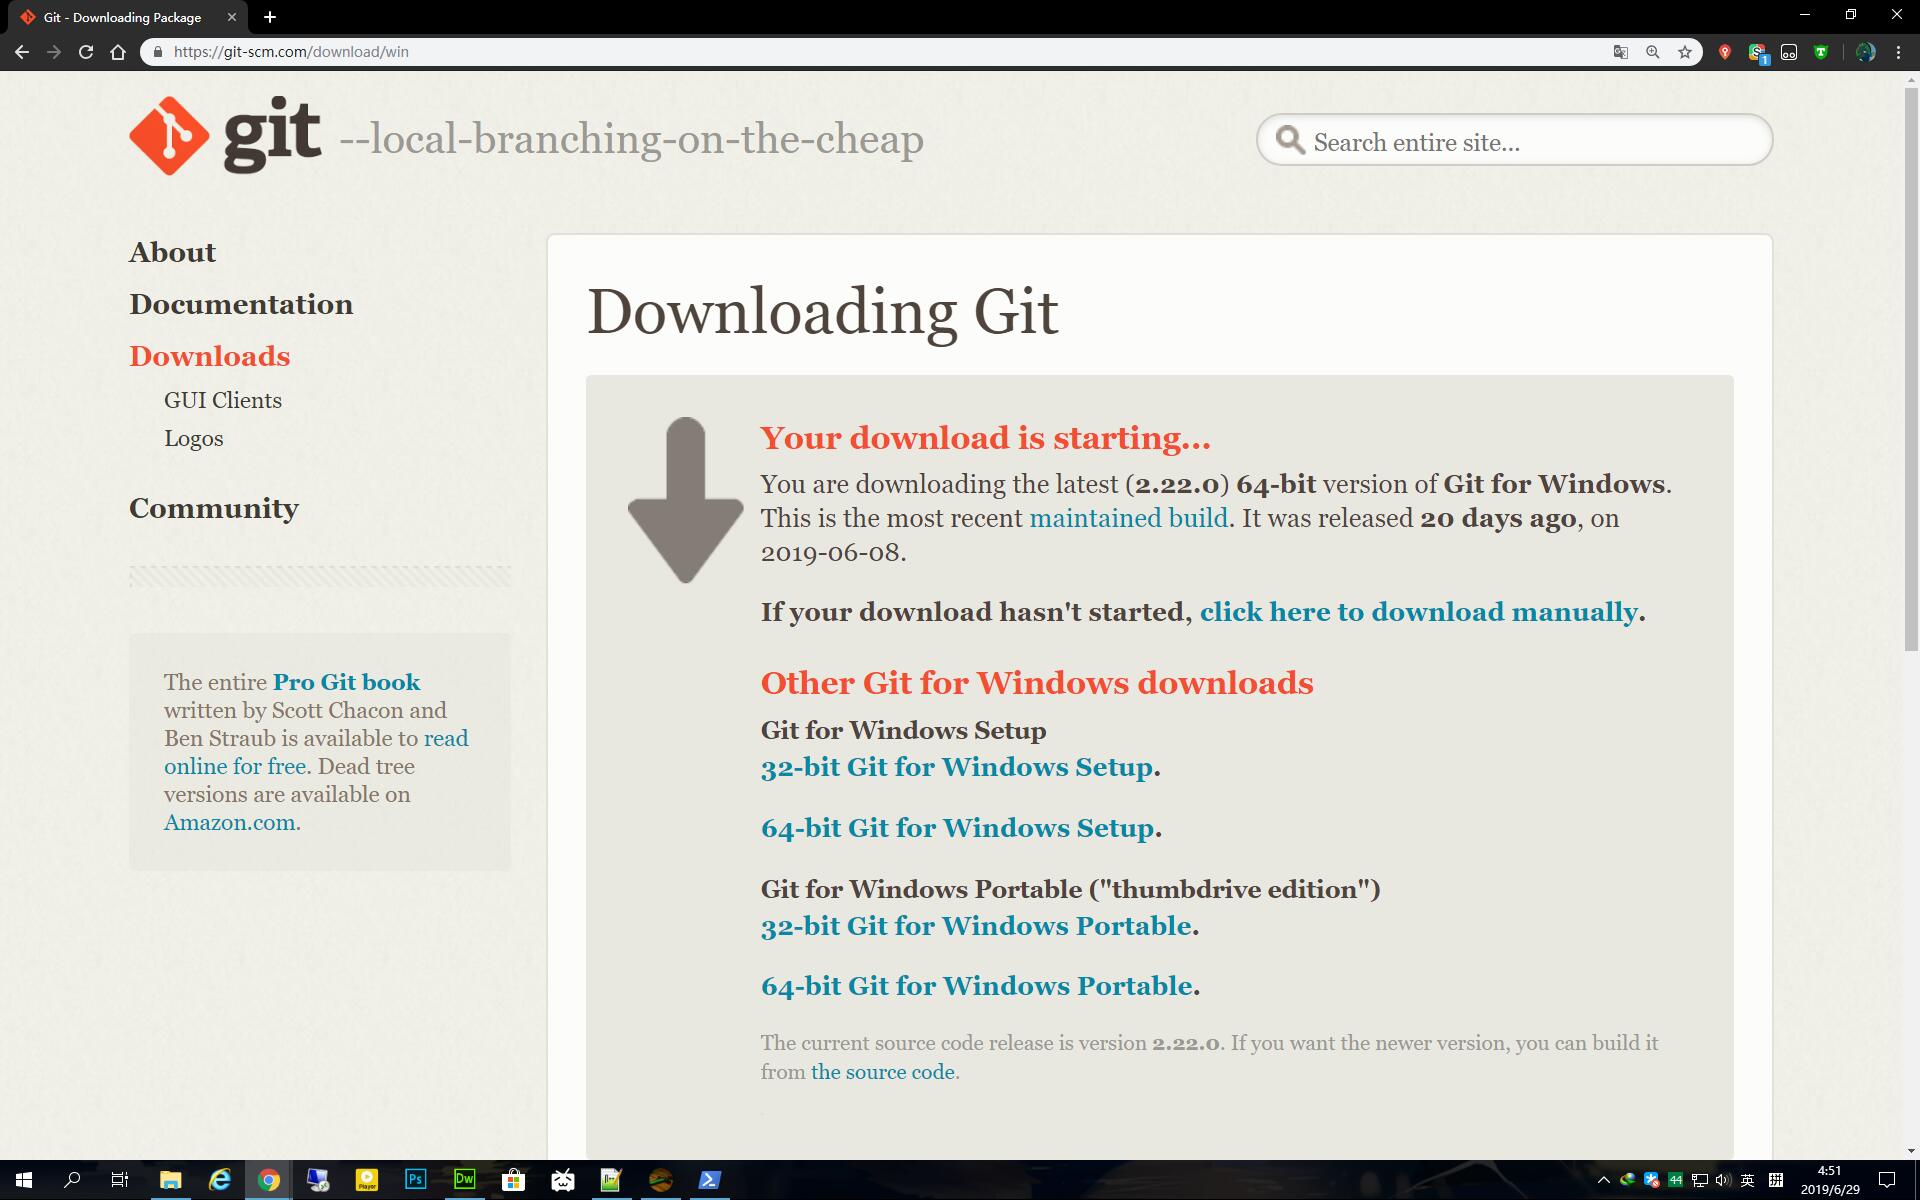 Git - Downloading Package
https://git-scm.com/download/win
git --local-branching-on-the-cheap
Search entire site...
About
Documentation
Downloads
GUI Clients
Logos
Community
The entire Pro Git book
written by Scott Chacon and
Ben Straub is available to read
online for free. Dead tree
versions are available on
Amazon.com.
Downloading Git
Your download is starting...
You are downloading the latest (2.22.0) 64-bit version of Git for Windows.
This is the most recent maintained build. It was released 20 days ago, on
2019-06-08.
If your download hasn't started, click here to download manually.
Other Git for Windows downloads
Git for Windows Setup
32-bit Git for Windows Setup.
64-bit Git for Windows Setup.
Git for Windows Portable ("thumbdrive edition")
32-bit Git for Windows Portable.
64-bit Git for Windows Portable.
The current source code release is version 2.22.0. If you want the newer version, you can build it
from the source code.
Player
Ps
Dw
44
英
拼
4:51
2019/6/29